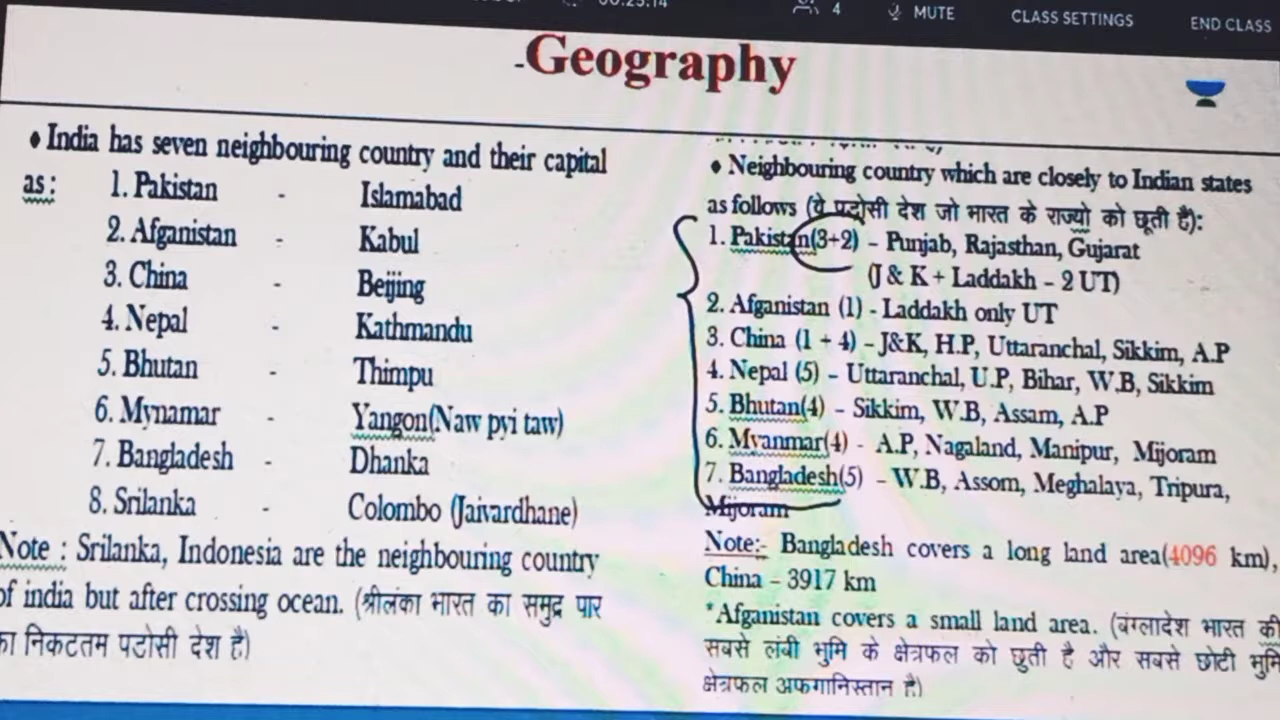 00:25:14
4 MUTE CLASS SETTINGS END CLASS
-Geography
♦ India has seven neighbouring country and their capital
as : 1. Pakistan - Islamabad
2. Afganistan - Kabul
3. China - Beijing
4. Nepal - Kathmandu
5. Bhutan - Thimpu
6. Mynamar - Yangon(Naw pyi taw)
7. Bangladesh - Dhanka
8. Srilanka - Colombo (Jaivardhane)
Note : Srilanka, Indonesia are the neighbouring country
of india but after crossing ocean. (श्रीलंका भारत का समुद्र पार
का निकटतम पडोसी देश है)
♦ Neighbouring country which are closely to Indian states
as follows (ये पडोसी देश जो भारत के राज्यो को छूती है):
1. Pakistan(3+2) - Punjab, Rajasthan, Gujarat
(J & K + Laddakh - 2 UT)
2. Afganistan (1) - Laddakh only UT
3. China (1 + 4) - J&K, H.P, Uttaranchal, Sikkim, A.P
4. Nepal (5) - Uttaranchal, U.P, Bihar, W.B, Sikkim
5. Bhutan(4) - Sikkim, W.B, Assam, A.P
6. Myanmar(4) - A.P, Nagaland, Manipur, Mijoram
7. Bangladesh(5) - W.B, Assom, Meghalaya, Tripura,
Mijoram
Note:- Bangladesh covers a long land area(4096 km),
China - 3917 km
*Afganistan covers a small land area. (बंग्लादेश भारत की
सबसे लंबी भुमि के क्षेत्रफल को छुती है और सबसे छोटी भुमि
क्षेत्रफल अफगानिस्तान है)